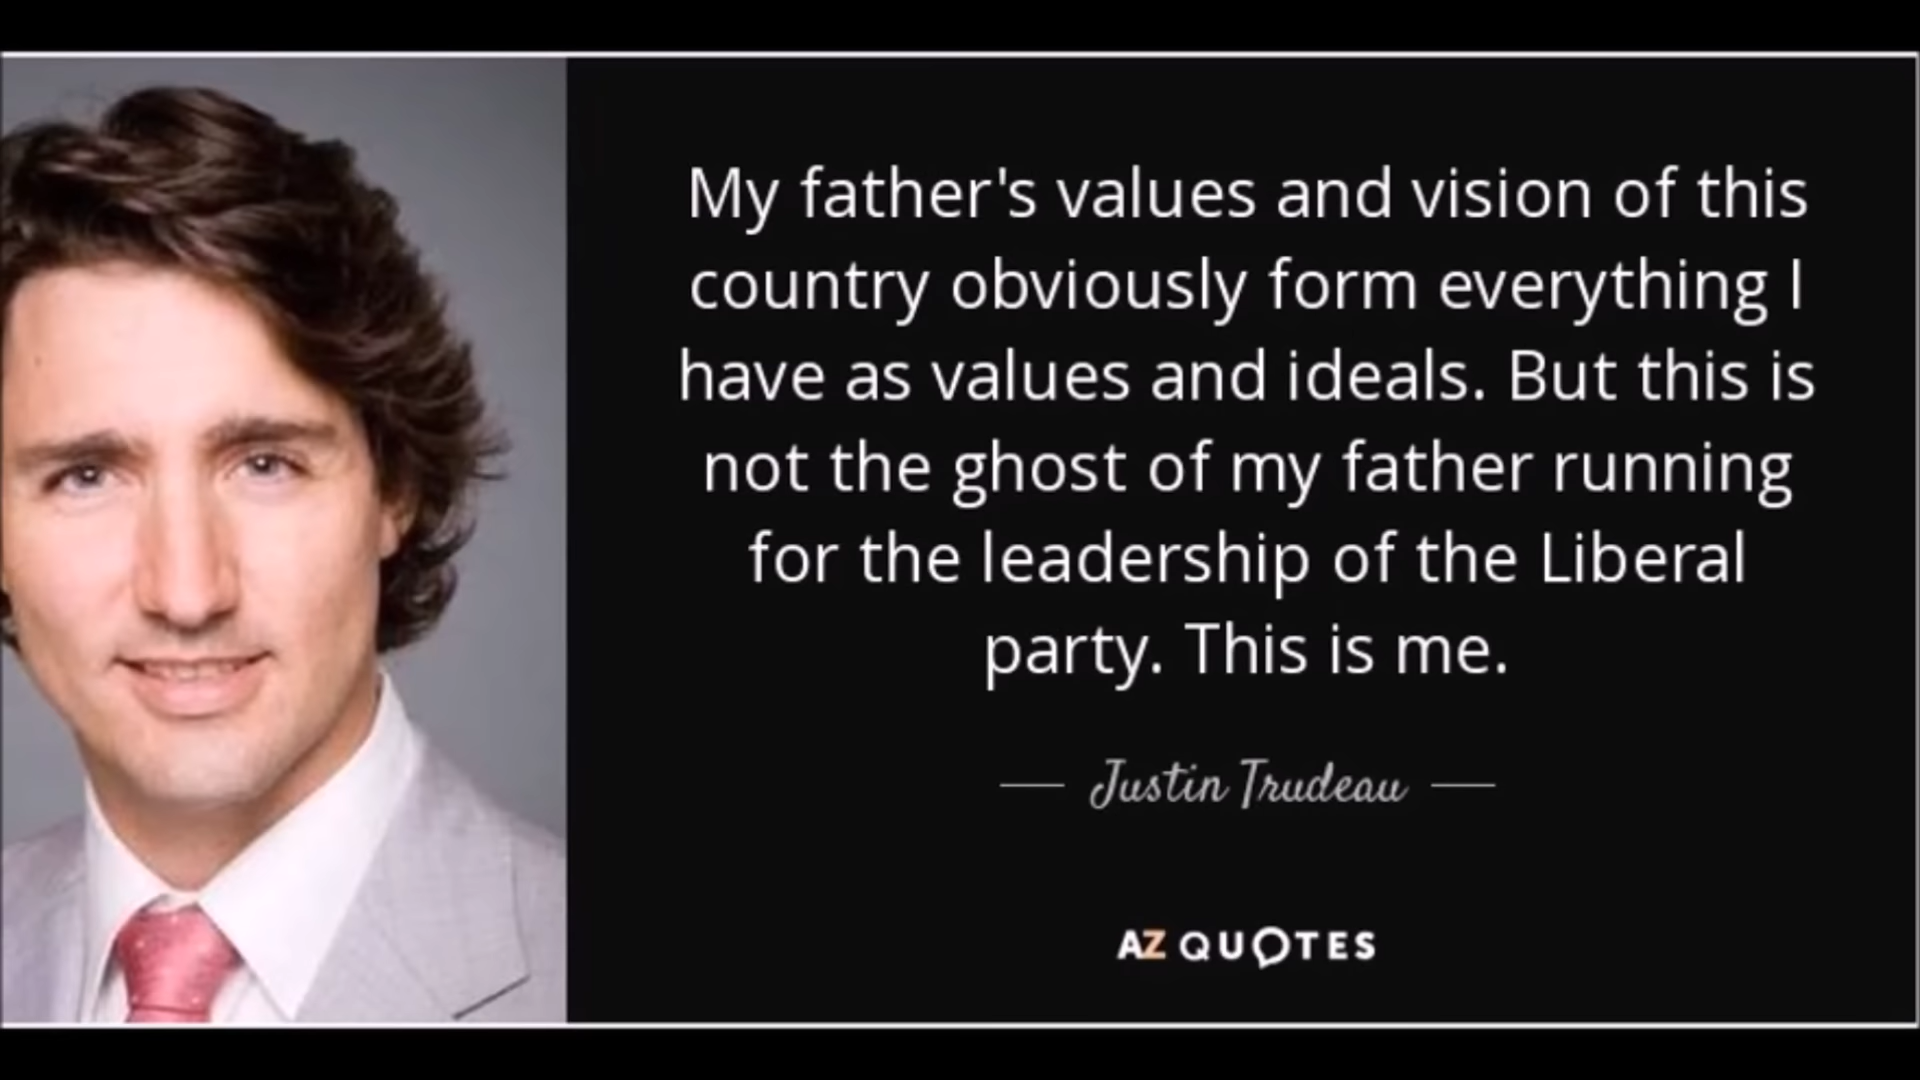 My father's values and vision of this
country obviously form everything I
have as values and ideals. But this is
not the ghost of my father running
for the leadership of the Liberal
party. This is me.
Justin Trudeau
AZ QUOTES